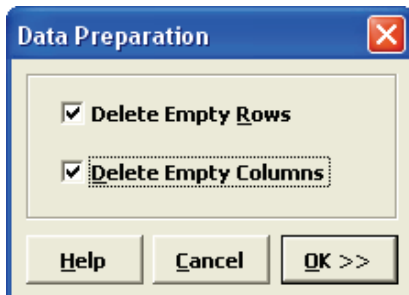 Data Preparation
Delete Empty Rows
Delete Empty Columns
Help Cancel OK >>